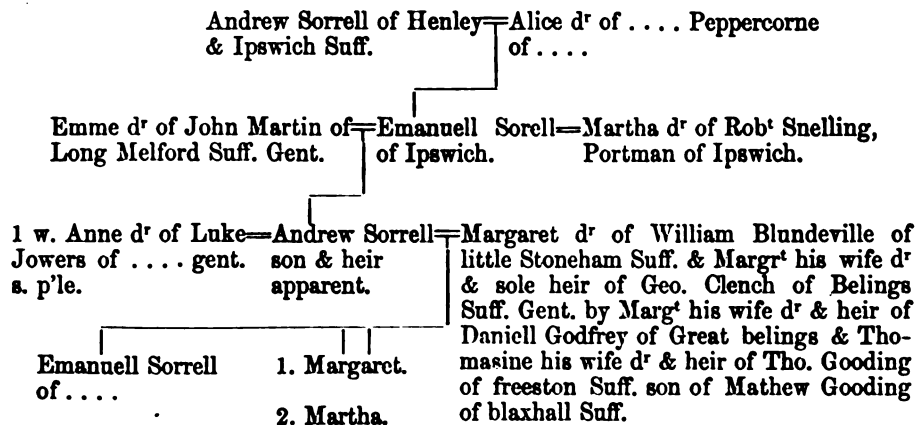 Andrew Sorrell of Henley=Alice dʳ of .... Peppercorne
& Ipswich Suff. of ....
Emme dʳ of John Martin of=Emanuell Sorell=Martha dʳ of Robᵗ Snelling,
Long Melford Suff. Gent. of Ipswich. Portman of Ipswich.
1 w. Anne dʳ of Luke=Andrew Sorrell=Margaret dʳ of William Blundeville of
Jowers of .... gent. son & heir little Stoneham Suff. & Margrᵗ his wife dʳ
s. p'le. apparent. & sole heir of Geo. Clench of Belings
Suff. Gent. by Margᵗ his wife dʳ & heir of
Daniell Godfrey of Great belings & Tho-
Emanuell Sorrell 1. Margaret. masine his wife dʳ & heir of Tho. Gooding
of .... of freeston Suff. son of Mathew Gooding
2. Martha. of blaxhall Suff.